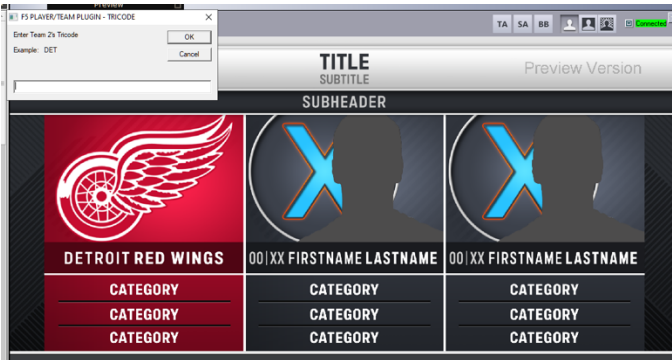 Preview
F5 PLAYER/TEAM PLUGIN - TRICODE
Enter Team 2's Tricode
Example: DET
OK
Cancel
TA SA BB
Connected
TITLE
SUBTITLE
Preview Version
SUBHEADER
DETROIT RED WINGS
00|XX FIRSTNAME LASTNAME
00|XX FIRSTNAME LASTNAME
CATEGORY CATEGORY CATEGORY
CATEGORY CATEGORY CATEGORY
CATEGORY CATEGORY CATEGORY